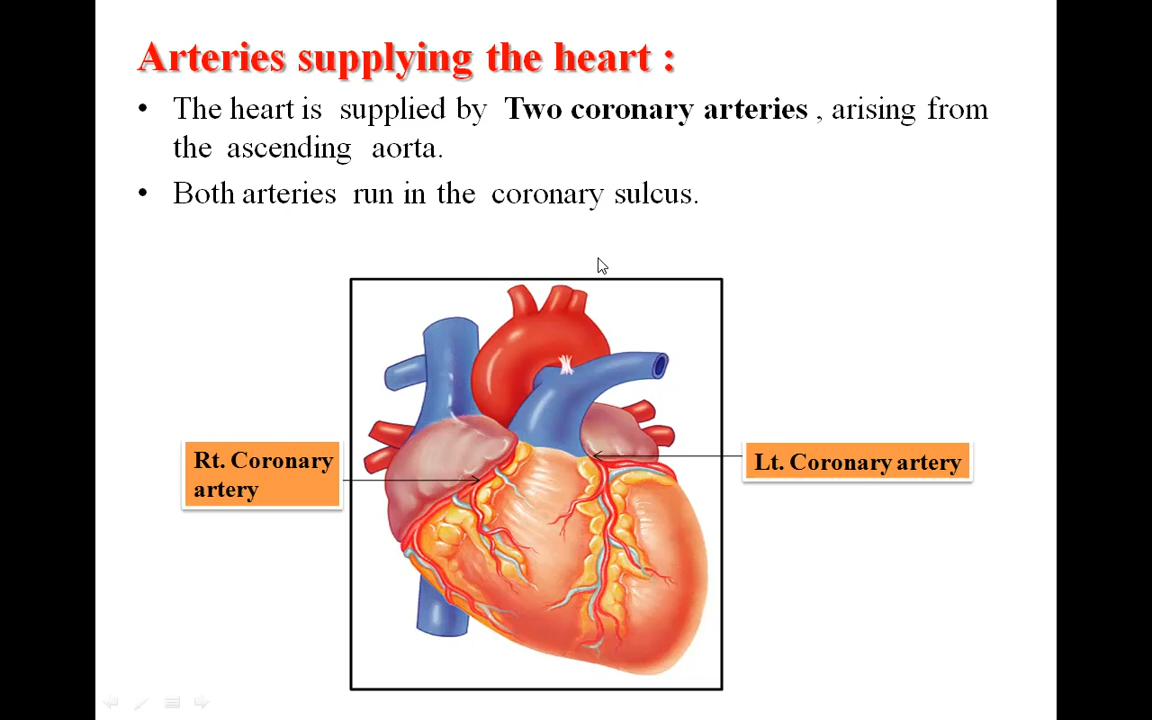 Arteries supplying the heart :
• The heart is supplied by Two coronary arteries , arising from
the ascending aorta.
• Both arteries run in the coronary sulcus.
Rt. Coronary
artery
Lt. Coronary artery